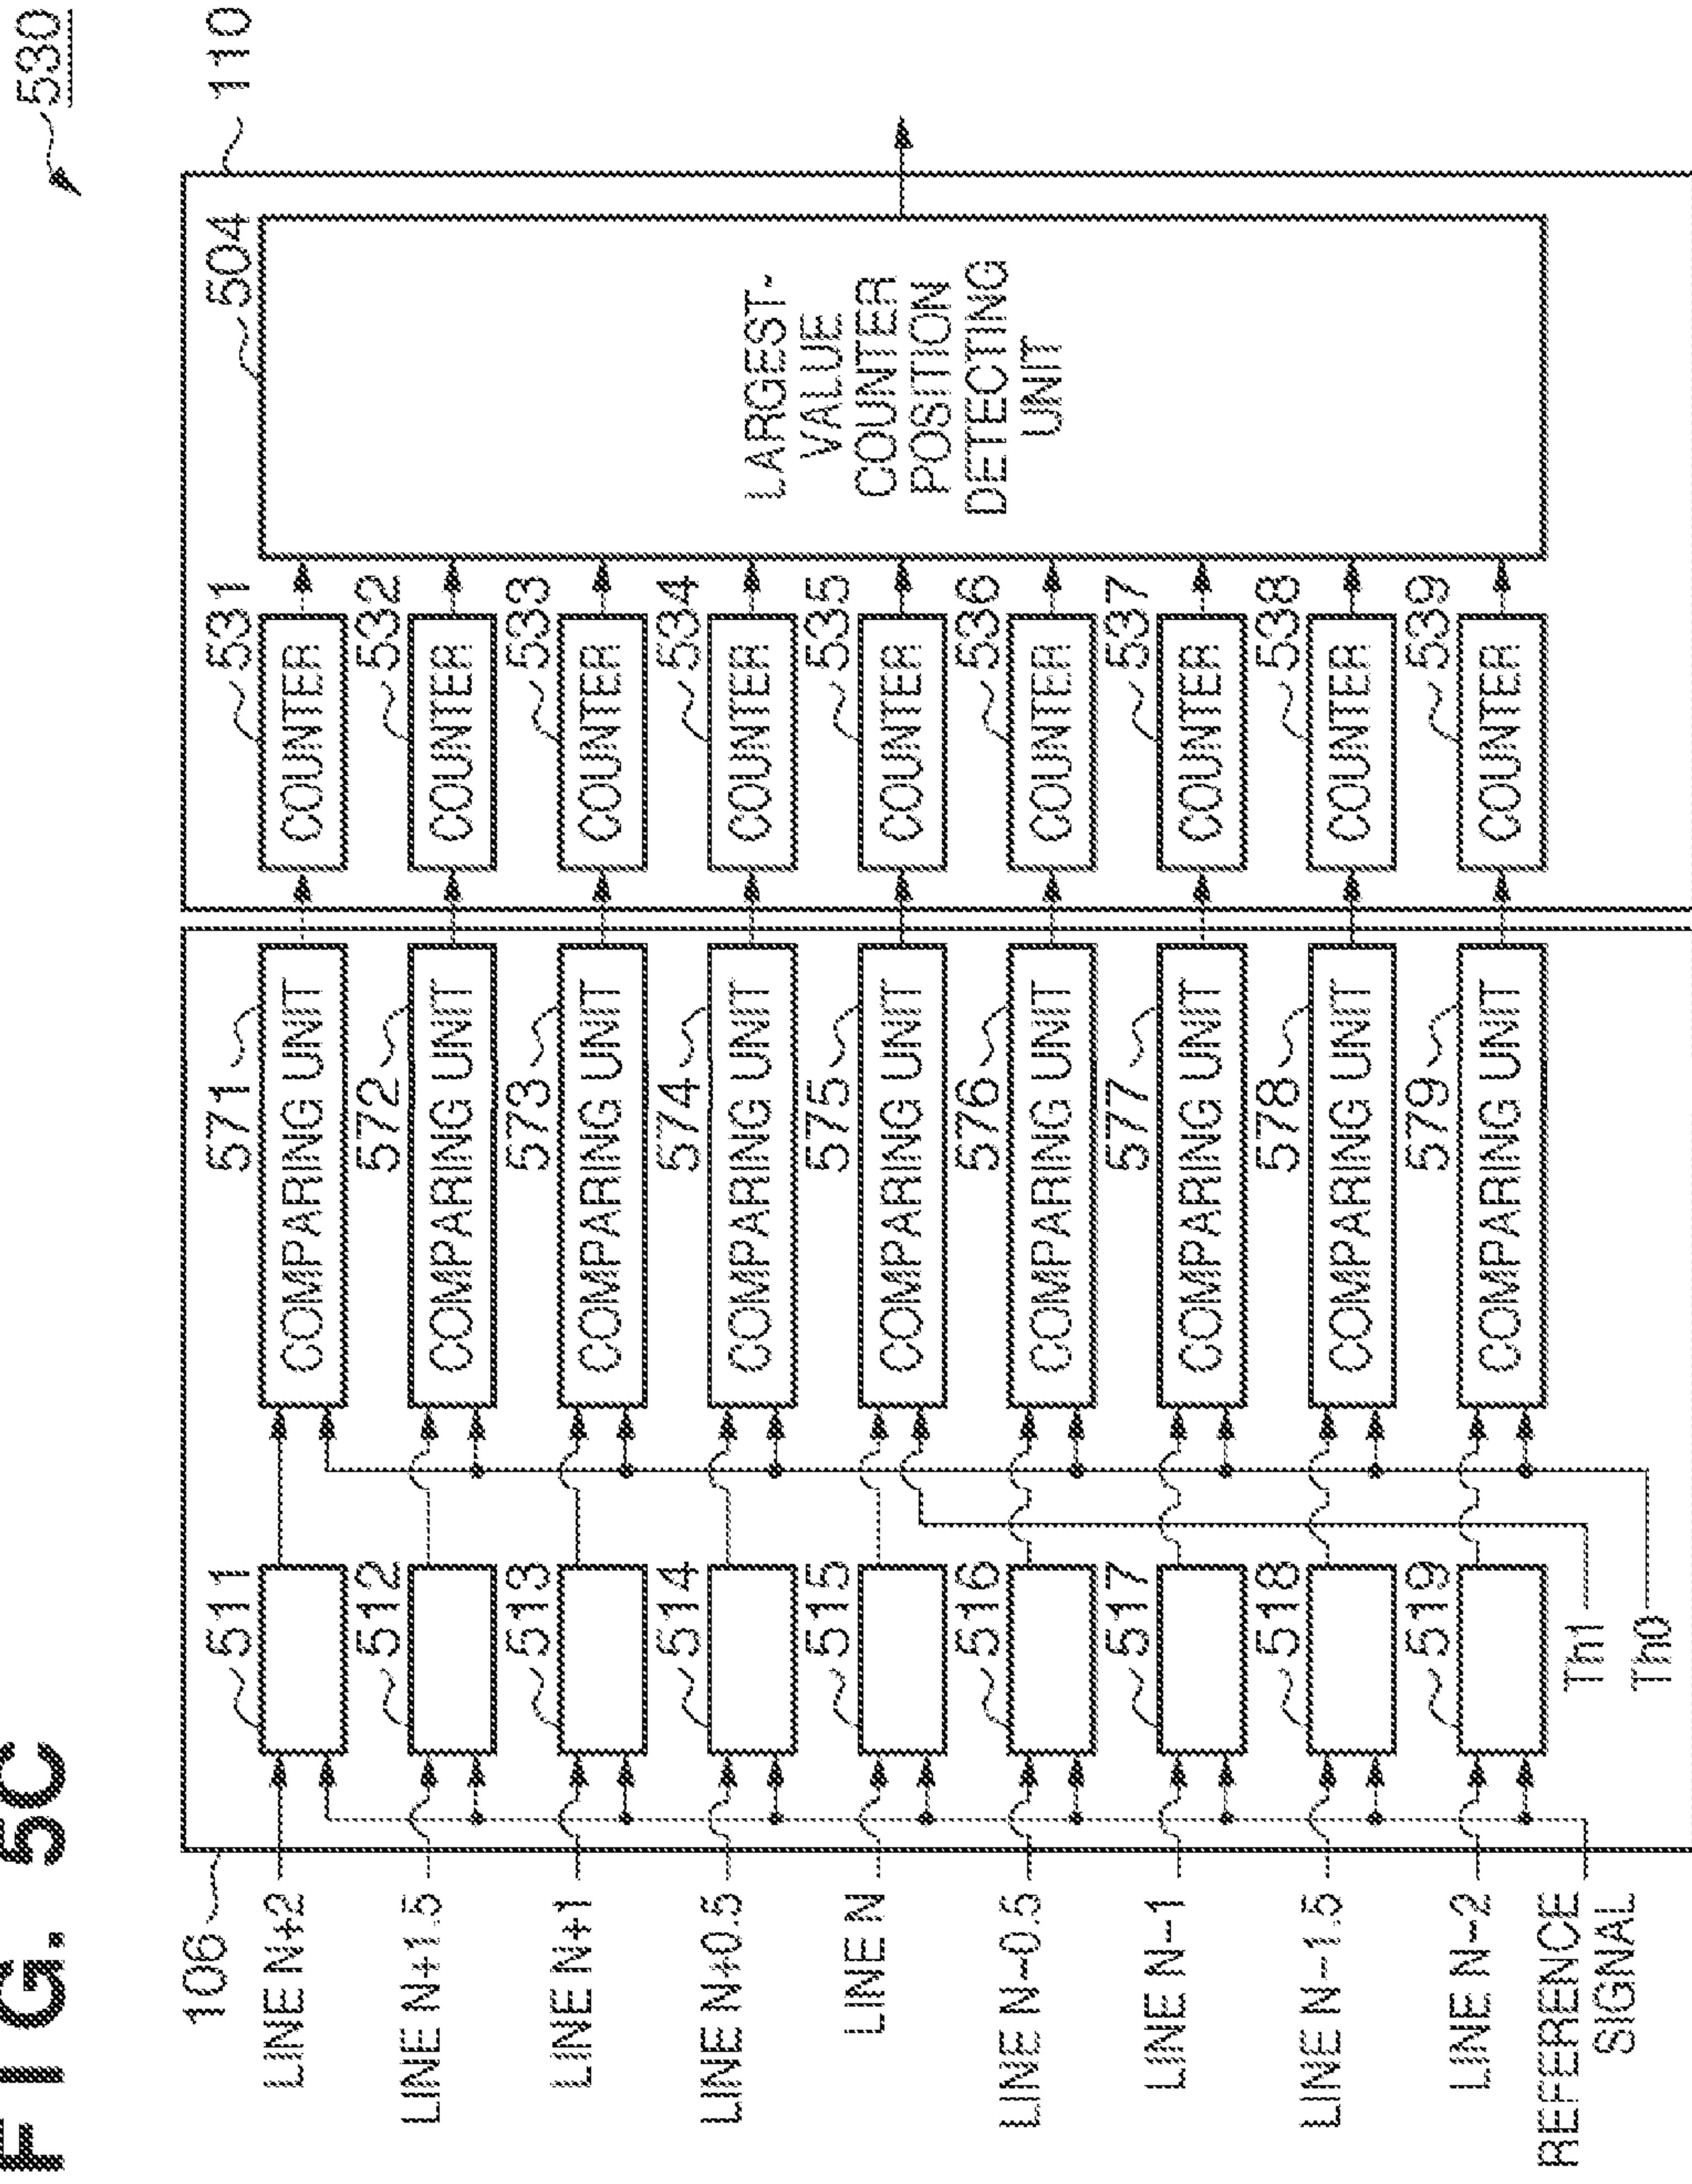 FIG. 5C
530
106
110
LINE N+2
511
571
COMPARING UNIT
531
COUNTER
504
LINE N+1.5
512
572
COMPARING UNIT
532
COUNTER
LINE N+1
513
573
COMPARING UNIT
533
COUNTER
LINE N+0.5
514
574
COMPARING UNIT
534
COUNTER
LINE N
515
575
COMPARING UNIT
535
COUNTER
LINE N-0.5
516
576
COMPARING UNIT
536
COUNTER
LINE N-1
517
577
COMPARING UNIT
537
COUNTER
LINE N-1.5
518
578
COMPARING UNIT
538
COUNTER
LINE N-2
519
579
COMPARING UNIT
539
COUNTER
LARGEST-
VALUE
COUNTER
POSITION
DETECTING
UNIT
REFERENCE
SIGNAL
Th1
Th0